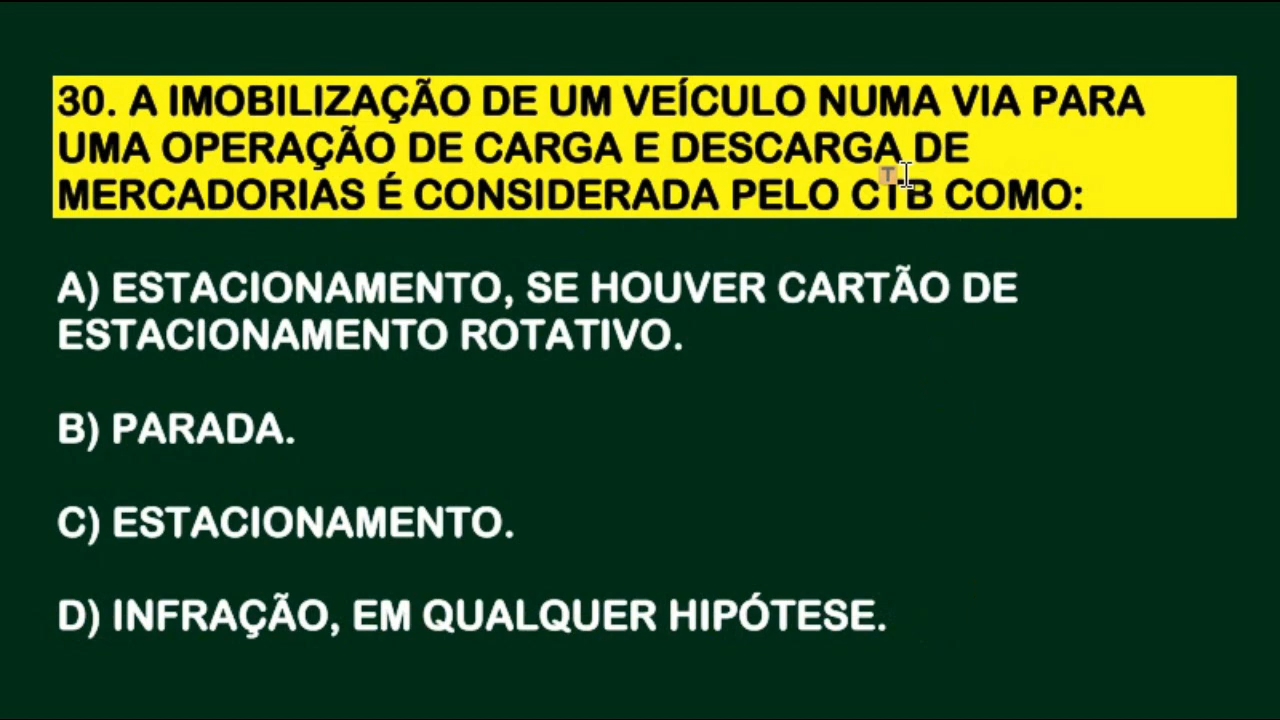 30. A IMOBILIZAÇÃO DE UM VEÍCULO NUMA VIA PARA
UMA OPERAÇÃO DE CARGA E DESCARGA DE
MERCADORIAS É CONSIDERADA PELO CTB COMO:
A) ESTACIONAMENTO, SE HOUVER CARTÃO DE
ESTACIONAMENTO ROTATIVO.
B) PARADA.
C) ESTACIONAMENTO.
D) INFRAÇÃO, EM QUALQUER HIPÓTESE.